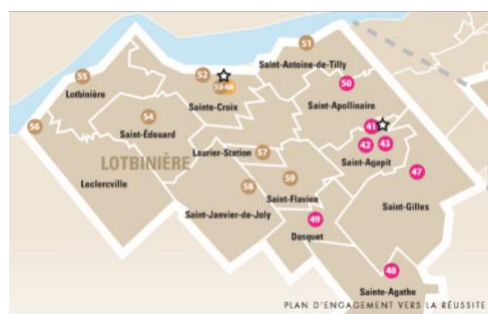 51
Saint-Antoine-de-Tilly
55
52
50
Lotbinière
Sainte-Croix
Saint-Apollinaire
54
56
Saint-Édouard
41
42
43
Laurier-Station
57
Saint-Agapit
LOTBINIÈRE
47
Leclercville
58
59
Saint-Flavien
Saint-Gilles
Saint-Janvier-de-Joly
49
Dosquet
48
Sainte-Agathe
PLAN D'ENGAGEMENT VERS LA RÉUSSITE